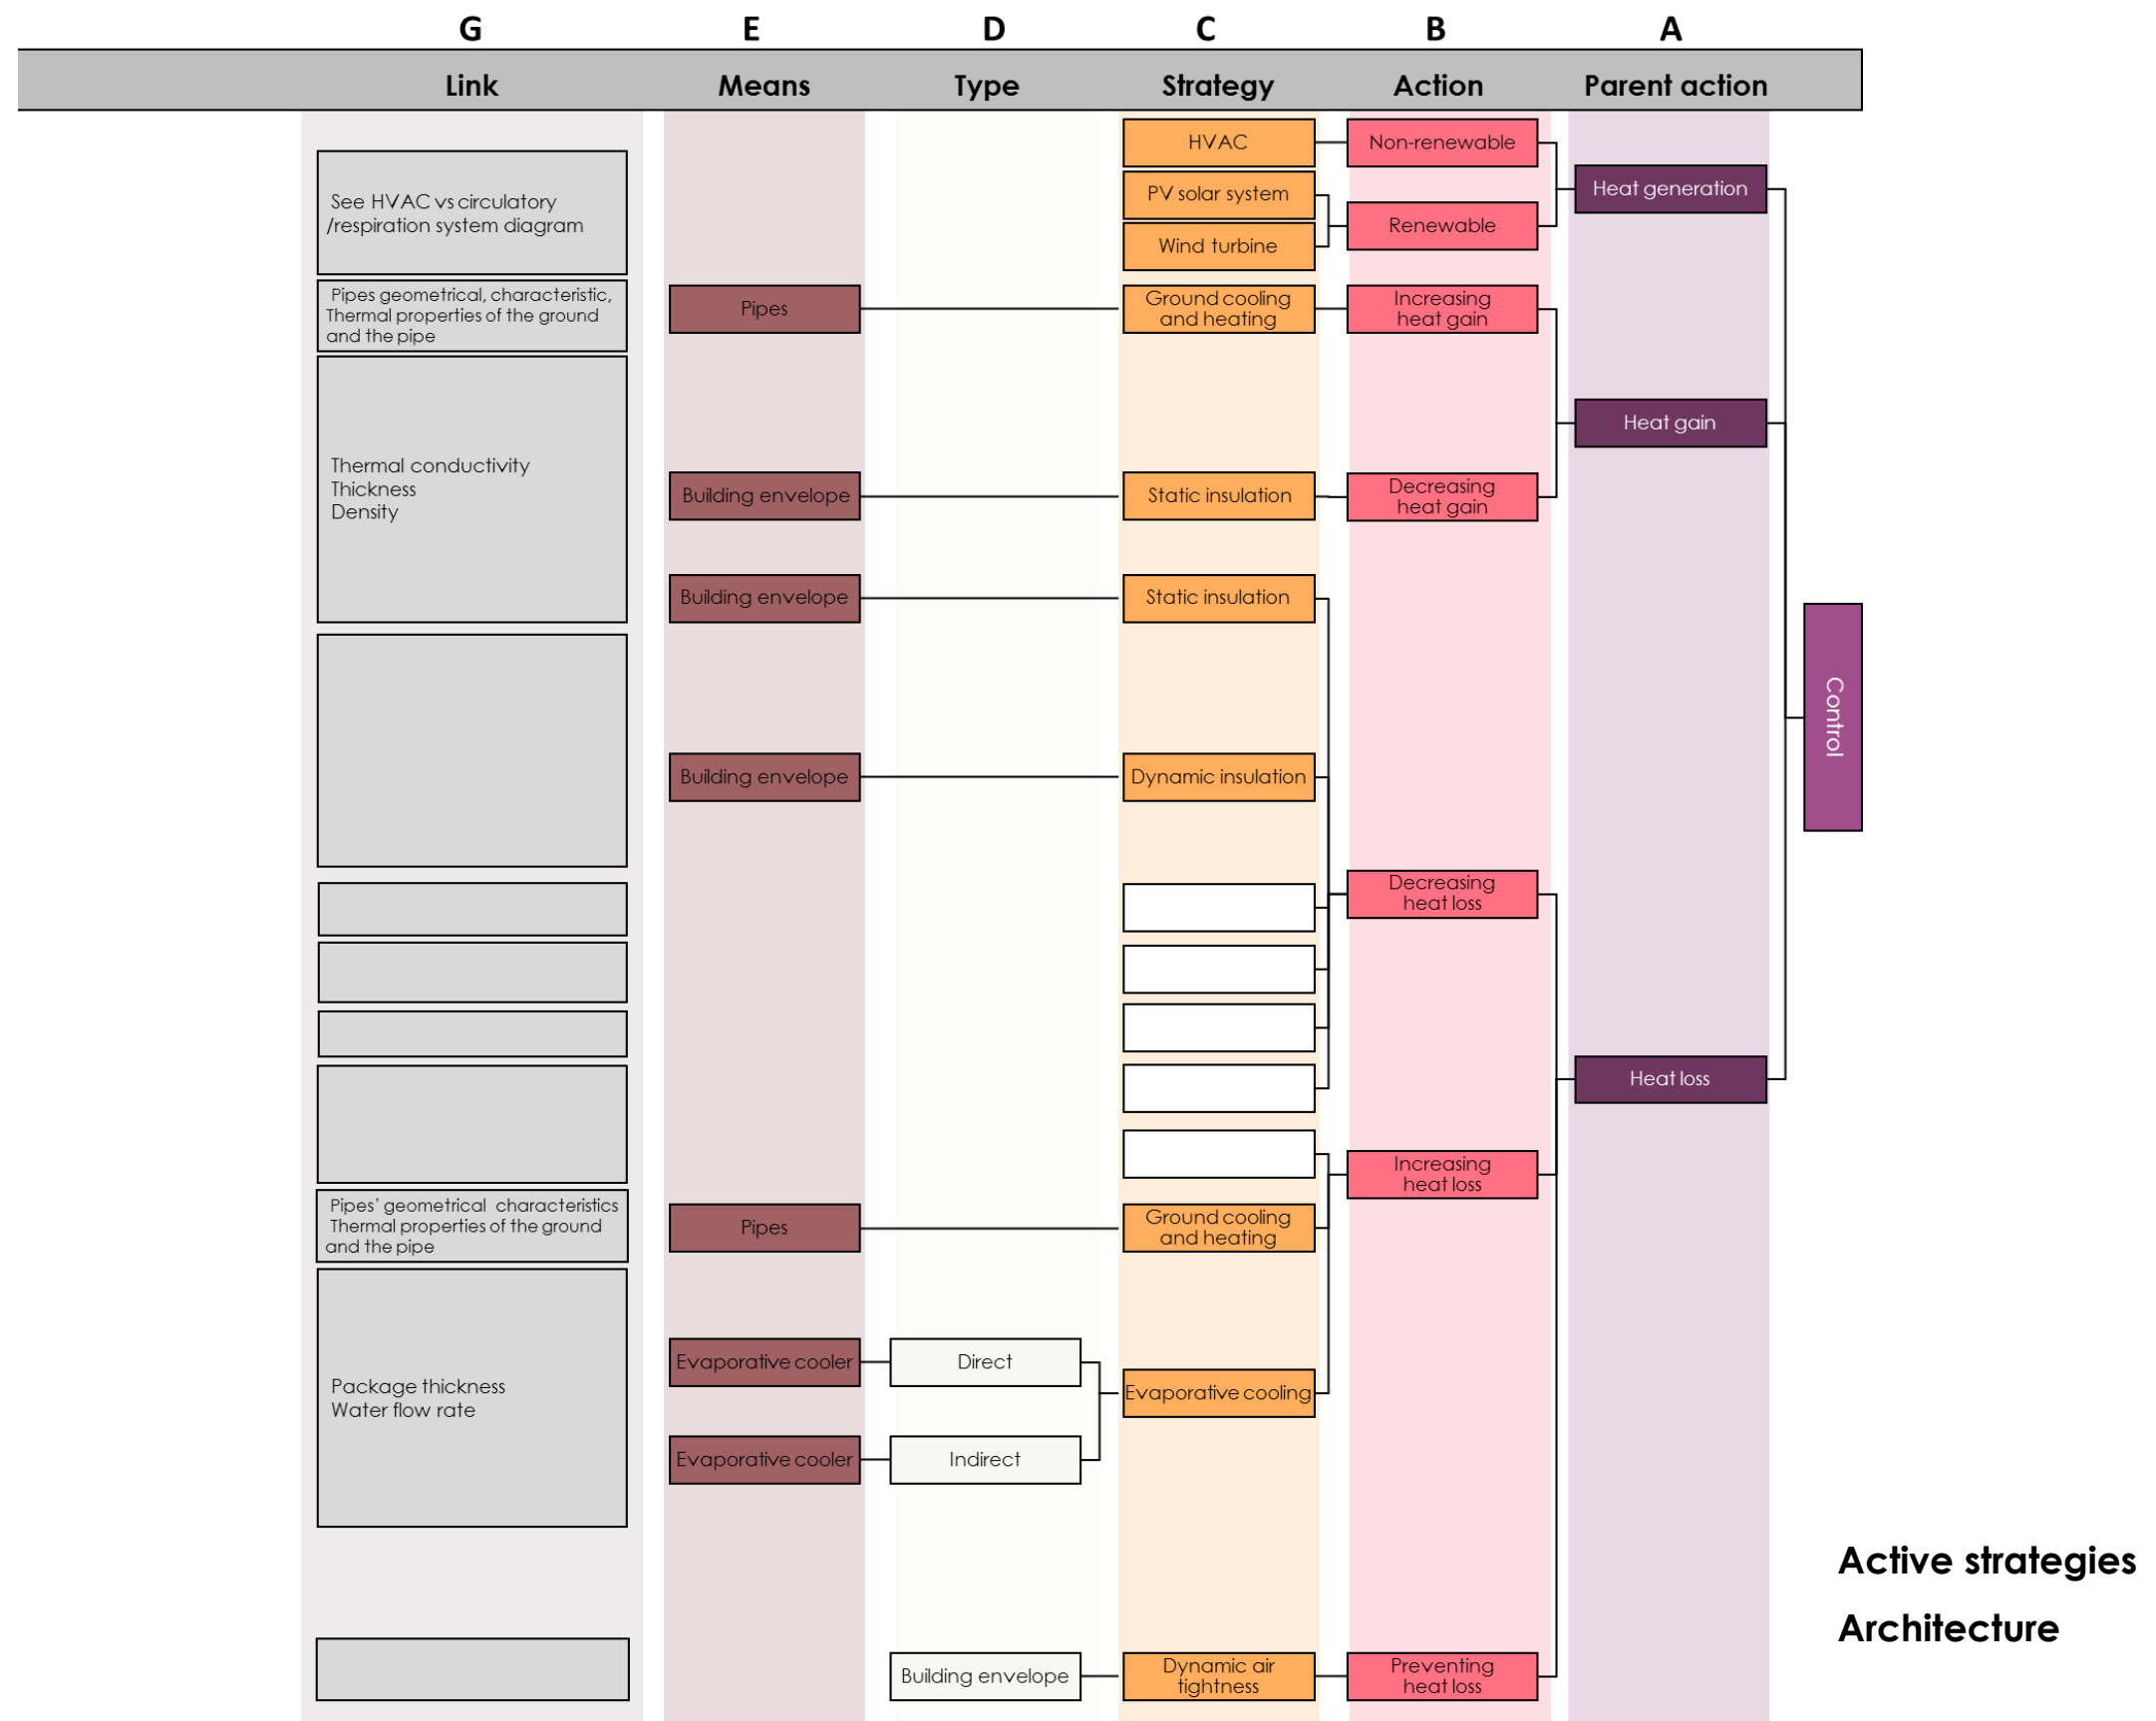 G
E
D
C
B
A
Link
Means
Type
Strategy
Action
Parent action
HVAC
Non-renewable
See HVAC vs circulatory
/respiration system diagram
PV solar system
Heat generation
Renewable
Wind turbine
Pipes geometrical, characteristic,
Thermal properties of the ground
and the pipe
Pipes
Ground cooling
and heating
Increasing
heat gain
Heat gain
Thermal conductivity
Thickness
Density
Building envelope
Static insulation
Decreasing
heat gain
Building envelope
Static insulation
Control
Building envelope
Dynamic insulation
Decreasing
heat loss
Heat loss
Increasing
heat loss
Pipes' geometrical characteristics
Thermal properties of the ground
and the pipe
Pipes
Ground cooling
and heating
Package thickness
Water flow rate
Evaporative cooler
Direct
Evaporative cooling
Evaporative cooler
Indirect
Active strategies
Architecture
Building envelope
Dynamic air
tightness
Preventing
heat loss